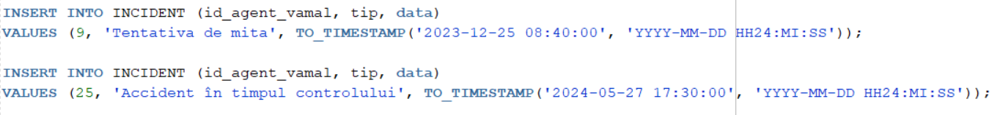 INSERT INTO INCIDENT (id_agent_vamal, tip, data)
VALUES (9, 'Tentativa de mita', TO_TIMESTAMP('2023-12-25 08:40:00', 'YYYY-MM-DD HH24:MI:SS'));
INSERT INTO INCIDENT (id_agent_vamal, tip, data)
VALUES (25, 'Accident în timpul controlului', TO_TIMESTAMP('2024-05-27 17:30:00', 'YYYY-MM-DD HH24:MI:SS'));